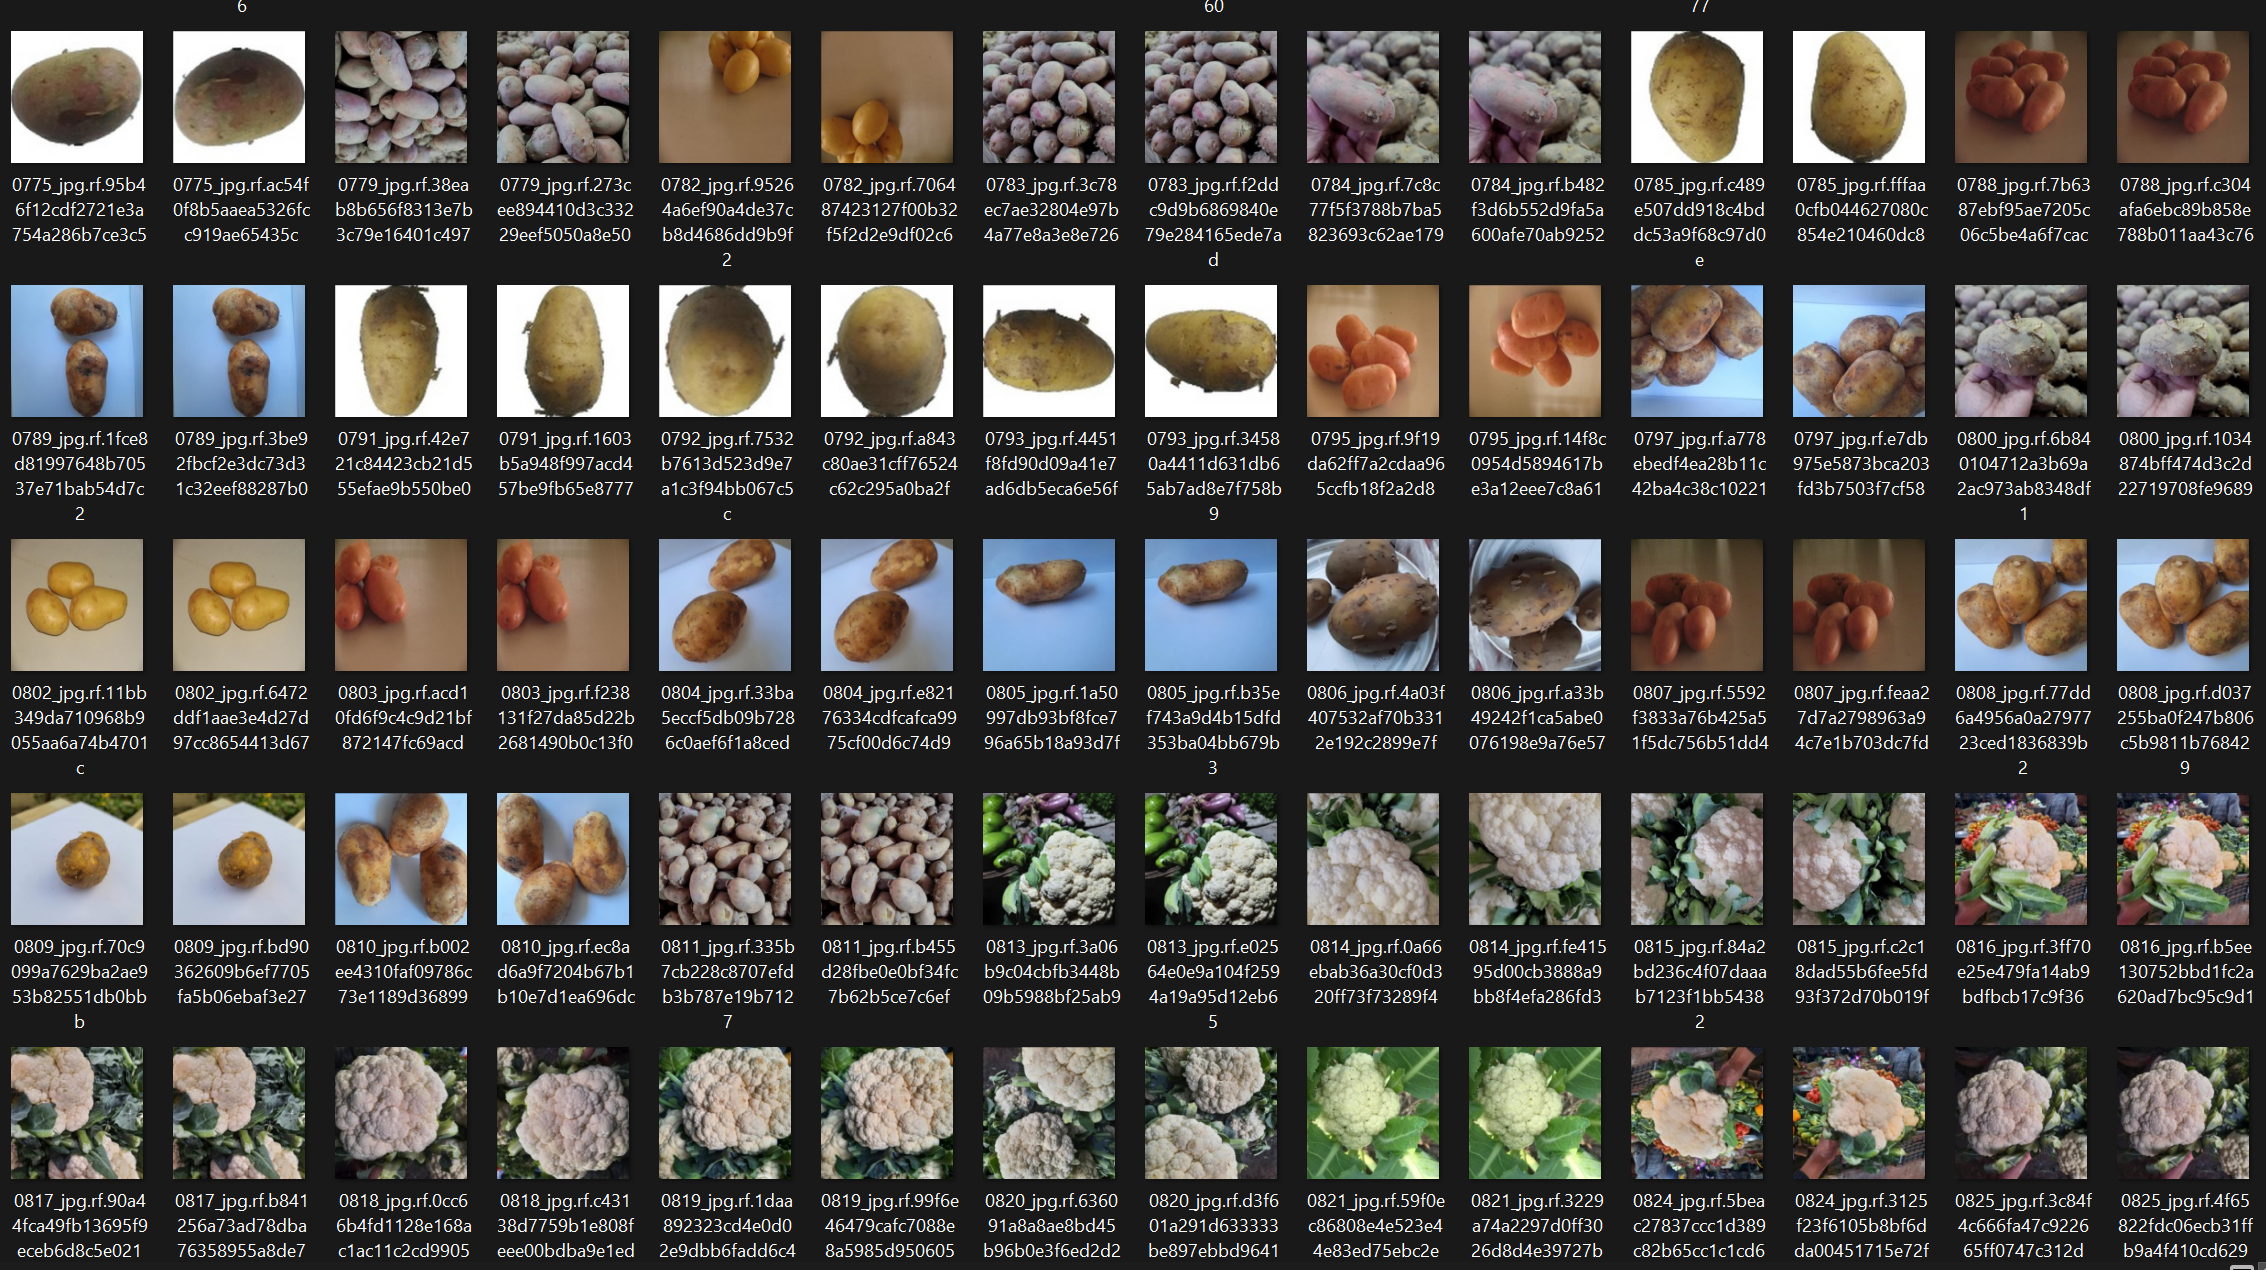 6 60 77
0775_jpg.rf.95b4 0775_jpg.rf.ac54f 0779_jpg.rf.38ea 0779_jpg.rf.273c 0782_jpg.rf.9526 0782_jpg.rf.7064 0783_jpg.rf.3c78 0783_jpg.rf.f2dd 0784_jpg.rf.7c8c 0784_jpg.rf.b482 0785_jpg.rf.c489 0785_jpg.rf.fffaa 0788_jpg.rf.7b63 0788_jpg.rf.c304
6f12cdf2721e3a 0f8b5aaea5326fc b8b656f8313e7b ee894410d3c332 4a6ef90a4de37c 87423127f00b32 ec7ae32804e97b c9d9b6869840e 77f5f3788b7ba5 f3d6b552d9fa5a e507dd918c4bd 0cfb044627080c 87ebf95ae7205c afa6ebc89b858e
754a286b7ce3c5 c919ae65435c 3c79e16401c497 29eef5050a8e50 b8d4686dd9b9f f5f2d2e9df02c6 4a77e8a3e8e726 79e284165ede7a 823693c62ae179 600afe70ab9252 dc53a9f68c97d0 854e210460dc8 06c5be4a6f7cac 788b011aa43c76
2 d e
0789_jpg.rf.1fce8 0789_jpg.rf.3be9 0791_jpg.rf.42e7 0791_jpg.rf.1603 0792_jpg.rf.7532 0792_jpg.rf.a843 0793_jpg.rf.4451 0793_jpg.rf.3458 0795_jpg.rf.9f19 0795_jpg.rf.14f8c 0797_jpg.rf.a778 0797_jpg.rf.e7db 0800_jpg.rf.6b84 0800_jpg.rf.1034
d81997648b705 2fbcf2e3dc73d3 21c84423cb21d5 b5a948f997acd4 b7613d523d9e7 c80ae31cff76524 f8fd90d09a41e7 0a4411d631db6 da62ff7a2cdaa96 0954d5894617b ebedf4ea28b11c 975e5873bca203 0104712a3b69a 874bff474d3c2d
37e71bab54d7c 1c32eef88287b0 55efae9b550be0 57be9fb65e8777 a1c3f94bb067c5 c62c295a0ba2f ad6db5eca6e56f 5ab7ad8e7f758b 5ccfb18f2a2d8 e3a12eee7c8a61 42ba4c38c10221 fd3b7503f7cf58 2ac973ab8348df 22719708fe9689
2 c 9 1
0802_jpg.rf.11bb 0802_jpg.rf.6472 0803_jpg.rf.acd1 0803_jpg.rf.f238 0804_jpg.rf.33ba 0804_jpg.rf.e821 0805_jpg.rf.1a50 0805_jpg.rf.b35e 0806_jpg.rf.4a03f 0806_jpg.rf.a33b 0807_jpg.rf.5592 0807_jpg.rf.feaa2 0808_jpg.rf.77dd 0808_jpg.rf.d037
349da710968b9 ddf1aae3e4d27d 0fd6f9c4c9d21bf 131f27da85d22b 5eccf5db09b728 76334cdfcafca99 997db93bf8fce7 f743a9d4b15dfd 407532af70b331 49242f1ca5abe0 f3833a76b425a5 7d7a2798963a9 6a4956a0a27977 255ba0f247b806
055aa6a74b4701 97cc8654413d67 872147fc69acd 2681490b0c13f0 6c0aef6f1a8ced 75cf00d6c74d9 96a65b18a93d7f 353ba04bb679b 2e192c2899e7f 076198e9a76e57 1f5dc756b51dd4 4c7e1b703dc7fd 23ced1836839b c5b9811b76842
c 3 2 9
0809_jpg.rf.70c9 0809_jpg.rf.bd90 0810_jpg.rf.b002 0810_jpg.rf.ec8a 0811_jpg.rf.335b 0811_jpg.rf.b455 0813_jpg.rf.3a06 0813_jpg.rf.e025 0814_jpg.rf.0a66 0814_jpg.rf.fe415 0815_jpg.rf.84a2 0815_jpg.rf.c2c1 0816_jpg.rf.3ff70 0816_jpg.rf.b5ee
099a7629ba2ae9 362609b6ef7705 ee4310faf09786c d6a9f7204b67b1 7cb228c8707efd d28fbe0e0bf34fc b9c04cbfb3448b 64e0e9a104f259 ebab36a30cf0d3 95d00cb3888a9 bd236c4f07daaa 8dad55b6fee5fd e25e479fa14ab9 130752bbd1fc2a
53b82551db0bb fa5b06ebaf3e27 73e1189d36899 b10e7d1ea696dc b3b787e19b712 7b62b5ce7c6ef 09b5988bf25ab9 4a19a95d12eb6 20ff73f73289f4 bb8f4efa286fd3 b7123f1bb5438 93f372d70b019f bdfbcb17c9f36 620ad7bc95c9d1
b 7 5 2
0817_jpg.rf.90a4 0817_jpg.rf.b841 0818_jpg.rf.0cc6 0818_jpg.rf.c431 0819_jpg.rf.1daa 0819_jpg.rf.99f6e 0820_jpg.rf.6360 0820_jpg.rf.d3f6 0821_jpg.rf.59f0e 0821_jpg.rf.3229 0824_jpg.rf.5bea 0824_jpg.rf.3125 0825_jpg.rf.3c84f 0825_jpg.rf.4f65
4fca49fb13695f9 256a73ad78dba 6b4fd1128e168a 38d7759b1e808f 892323cd4e0d0 46479cafc7088e 91a8a8ae8bd45 01a291d633333 c86808e4e523e4 a74a2297d0ff30 c27837ccc1d389 f23f6105b8bf6d 4c666fa47c9226 822fdc06ecb31ff
eceb6d8c5e021 76358955a8de7 c1ac11c2cd9905 eee00bdba9e1ed 2e9dbb6fadd6c4 8a5985d950605 b96b0e3f6ed2d2 be897ebbd9641 4e83ed75ebc2e 26d8d4e39727b c82b65cc1c1cd6 da00451715e72f 65ff0747c312d b9a4f410cd629